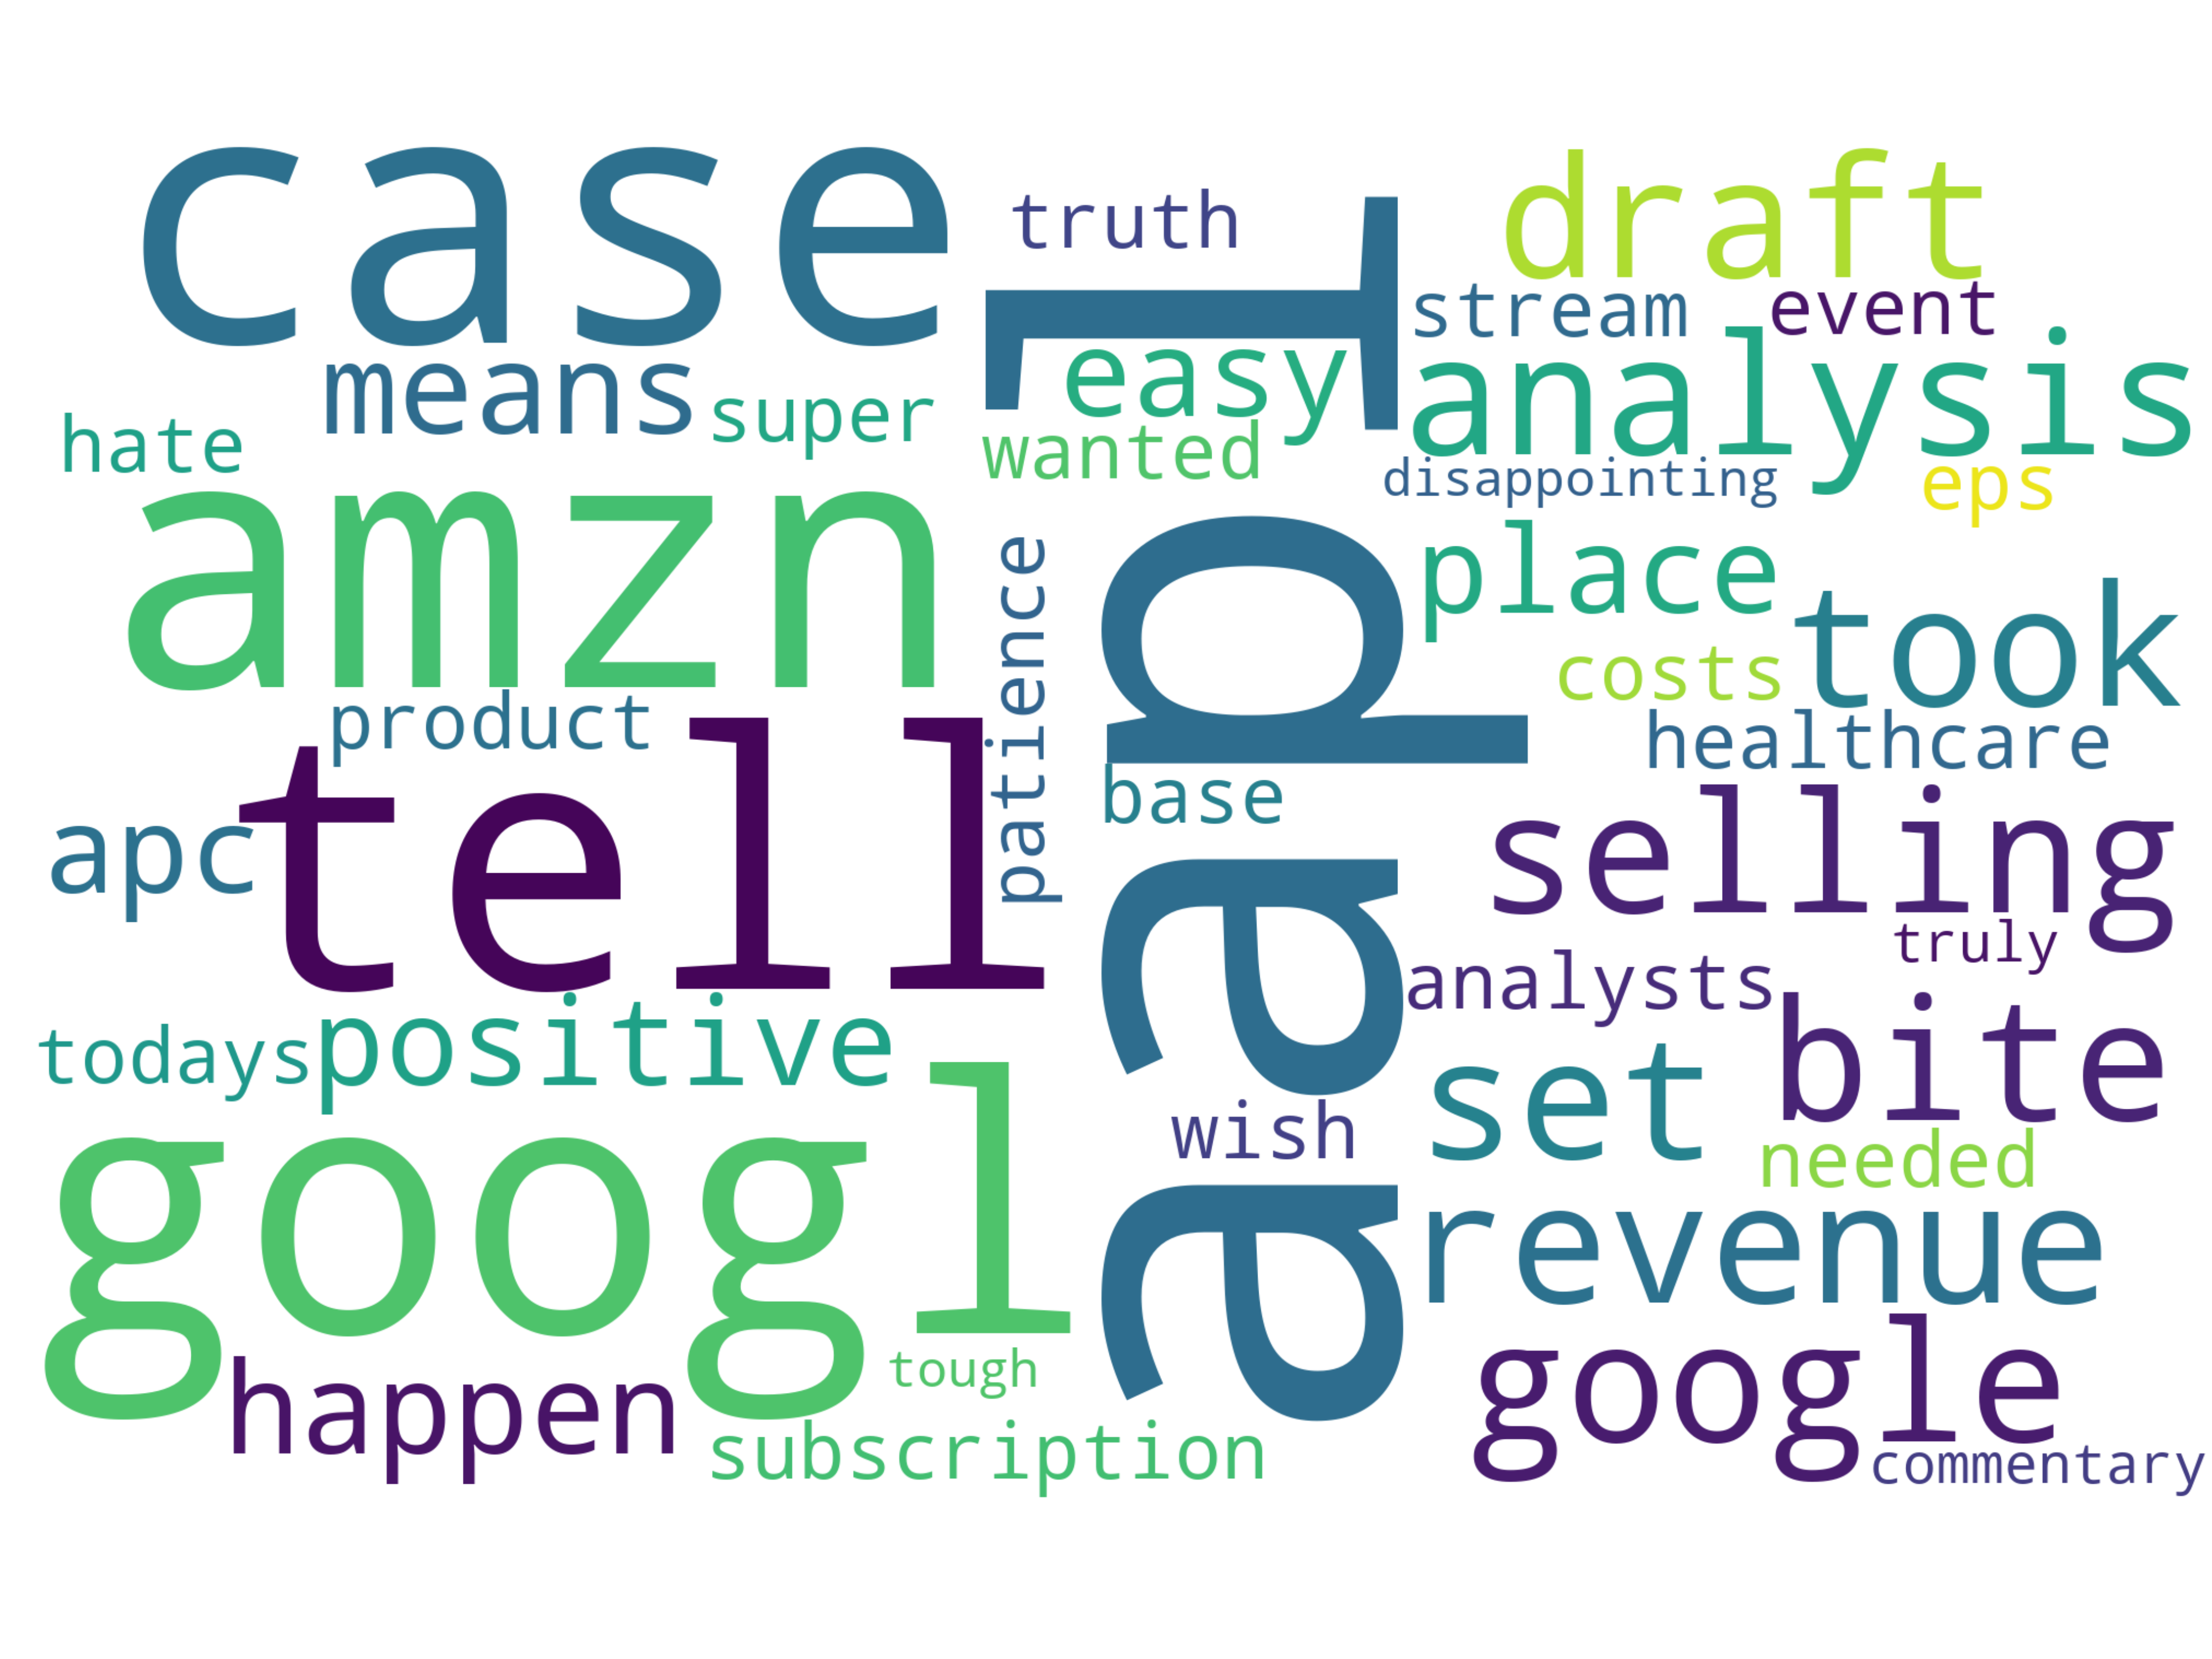 case
truth
draft
stream
event
means
super
easy
analysis
hate
wanted
disappointing
eps
amzn
aapl
patience
place
costs
took
product
healthcare
tell
base
apc
selling
truly
analysts
todays
positive
wish
set
bite
needed
googl
revenue
tough
happen
google
subscription
commentary